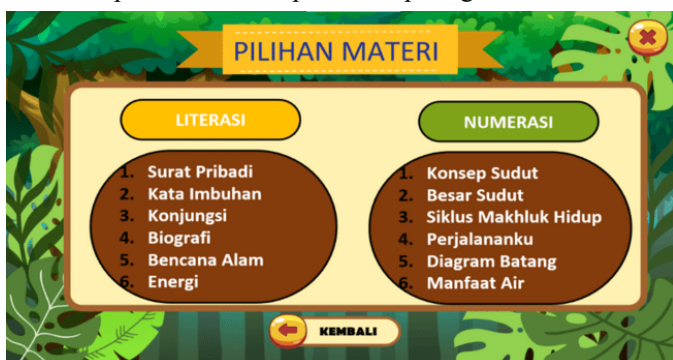 PILIHAN MATERI
LITERASI
1. Surat Pribadi
2. Kata Imbuhan
3. Konjungsi
4. Biografi
5. Bencana Alam
6. Energi
NUMERASI
1. Konsep Sudut
2. Besar Sudut
3. Siklus Makhluk Hidup
4. Perjalananku
5. Diagram Batang
6. Manfaat Air
KEMBALI